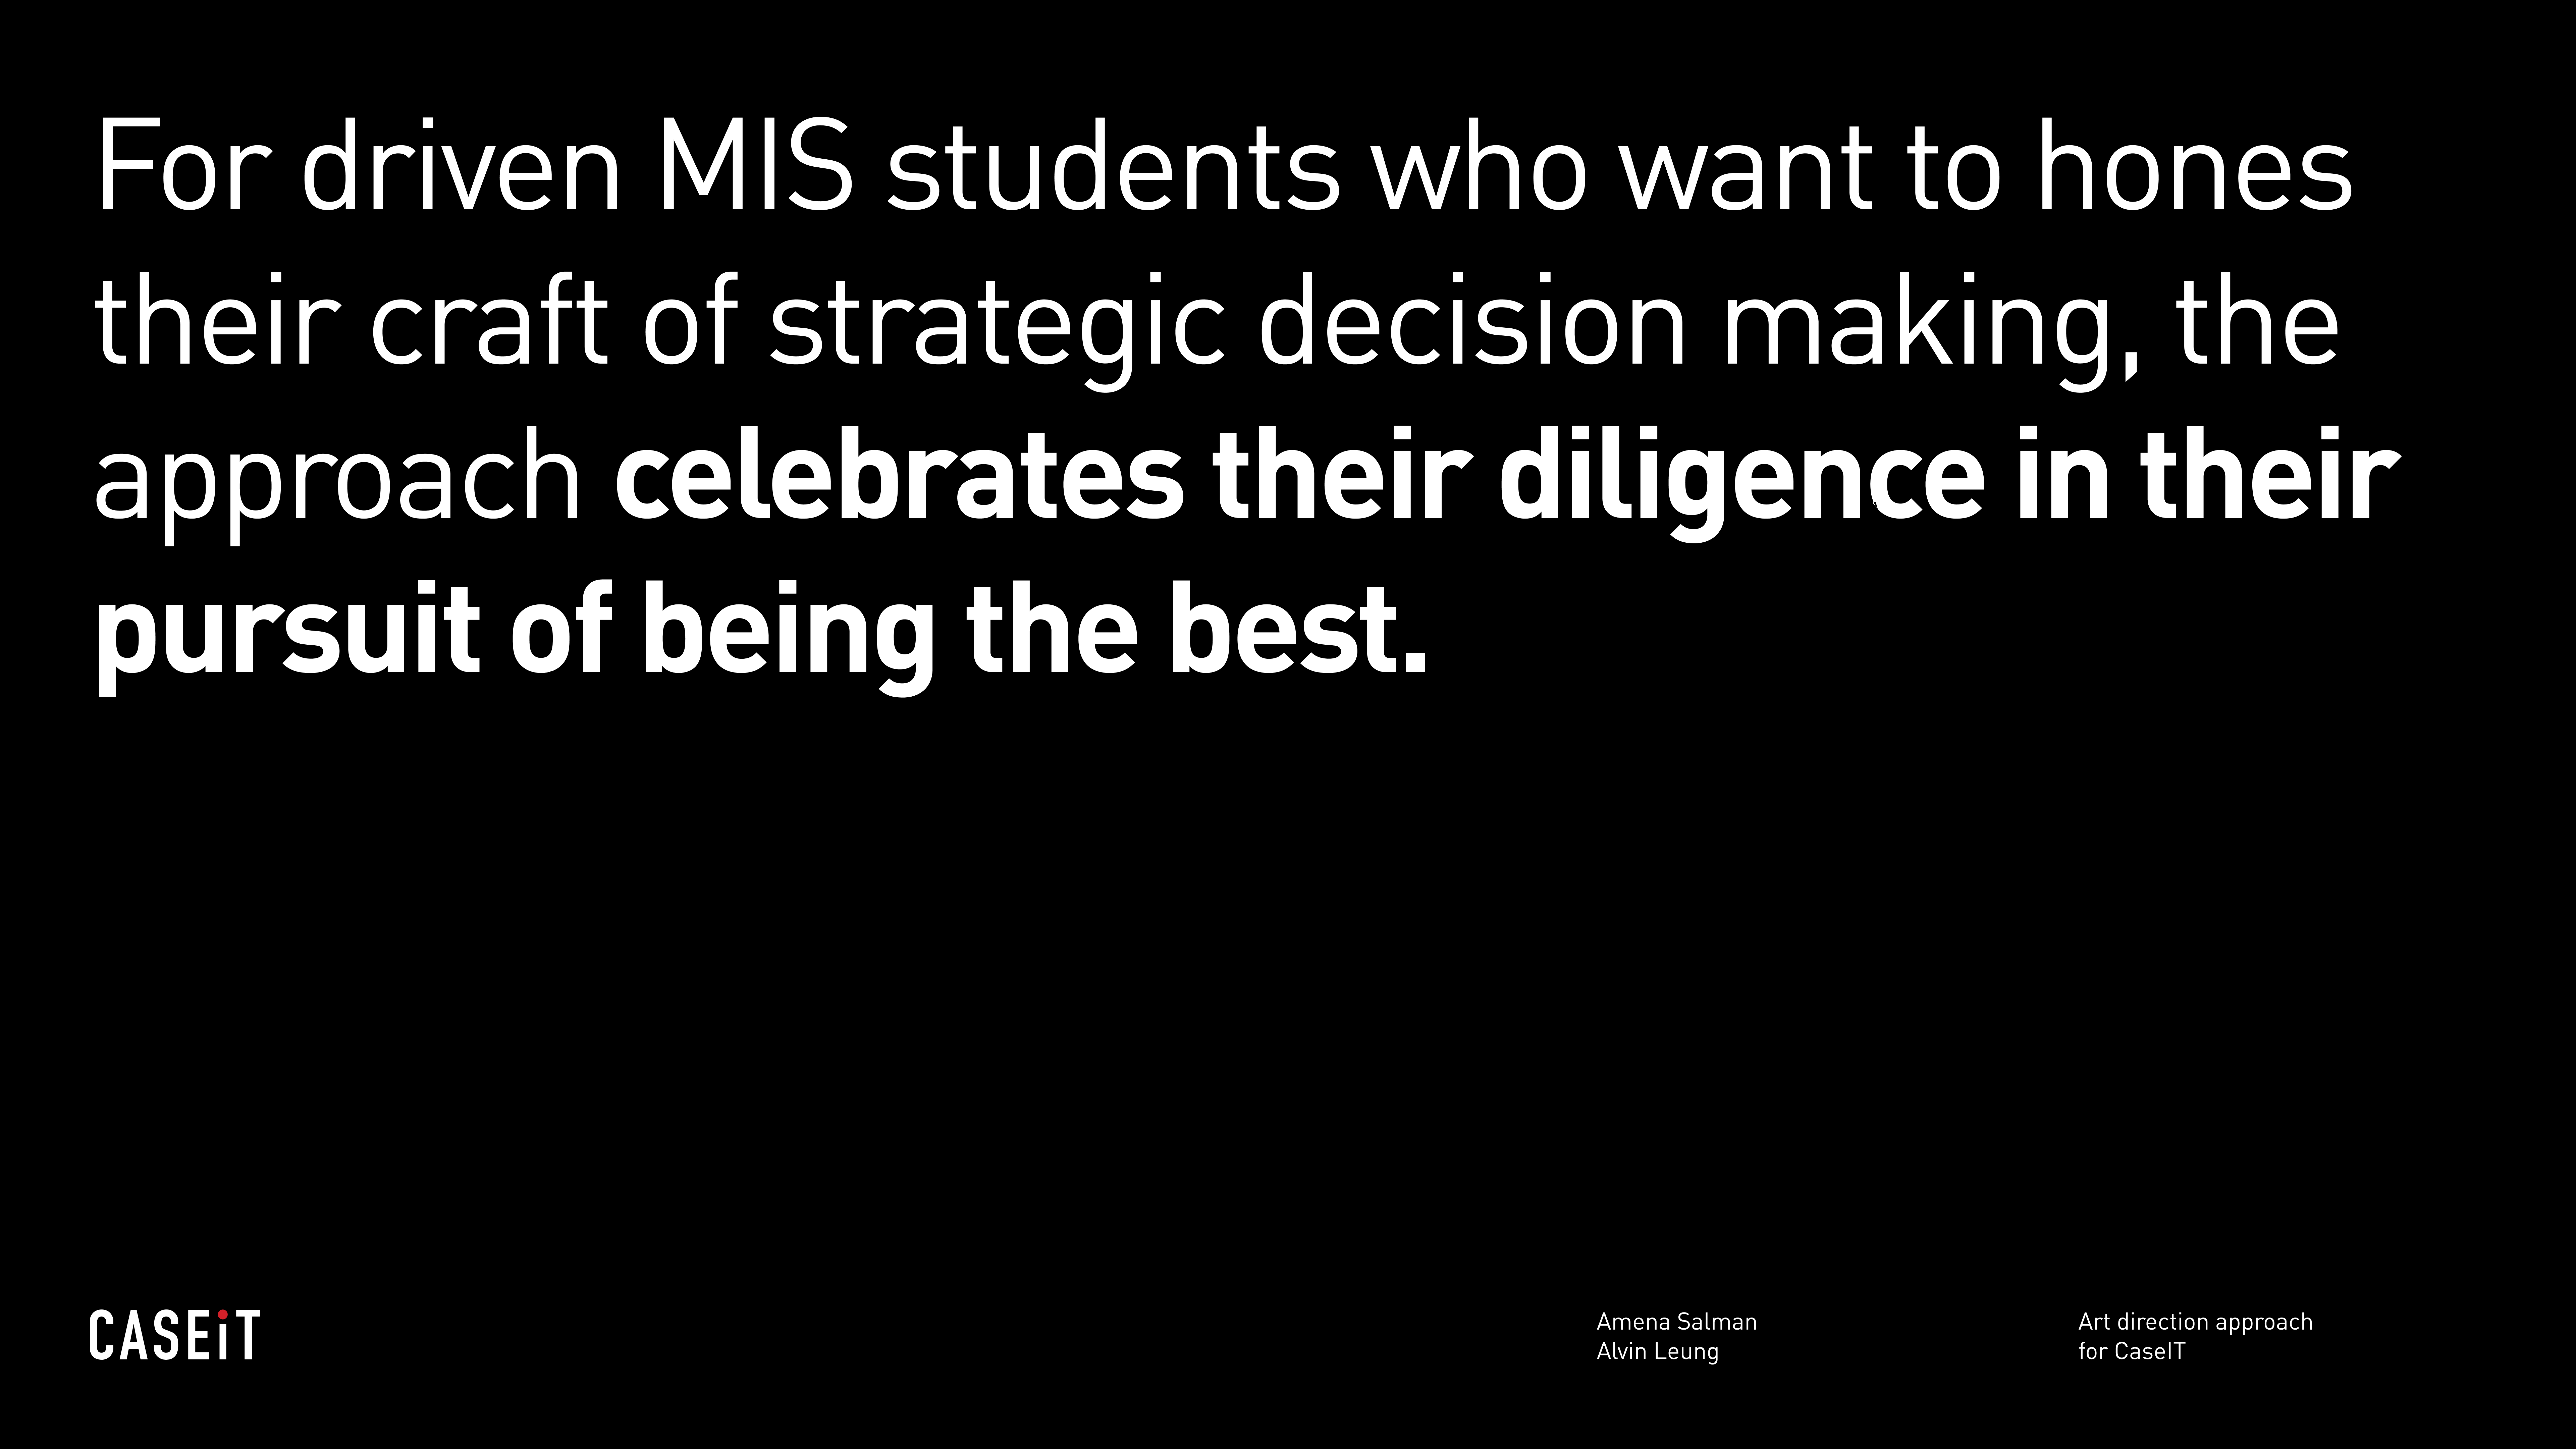 For driven MIS students who want to hones
their craft of strategic decision making, the
approach celebrates their diligence in their
pursuit of being the best.
CASEiT
Amena Salman
Alvin Leung
Art direction approach
for CaseIT